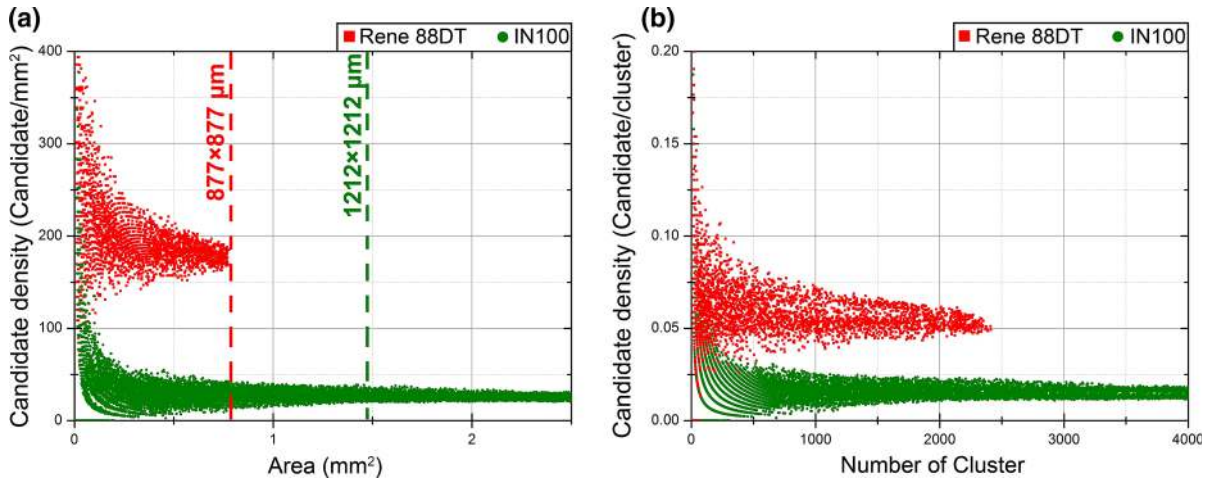 (a)
Rene 88DT IN100
Candidate density (Candidate/mm²)
400
300
200
100
0
877×877 µm
1212×1212 µm
0 1 2
Area (mm²)
(b)
Rene 88DT IN100
Candidate density (Candidate/cluster)
0.20
0.15
0.10
0.05
0.00
0 1000 2000 3000 4000
Number of Cluster